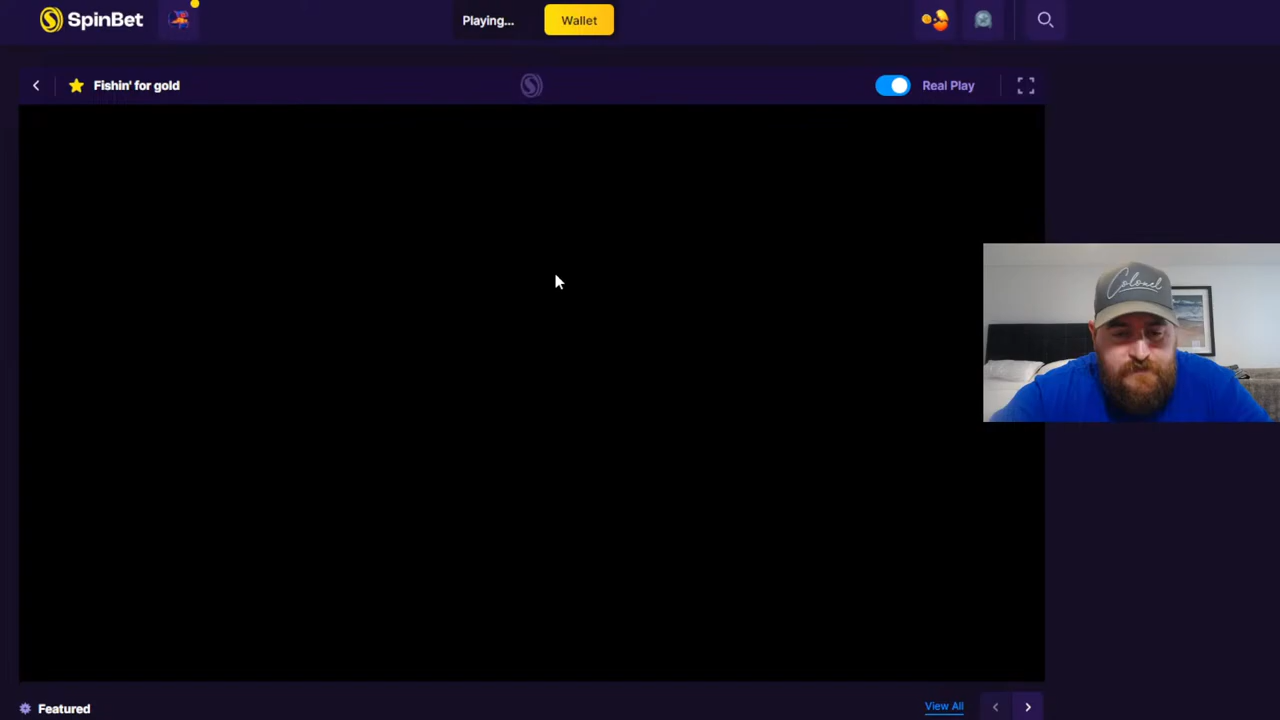 SpinBet
Playing...
Wallet
Fishin' for gold
Real Play
Colonel
Featured
View All